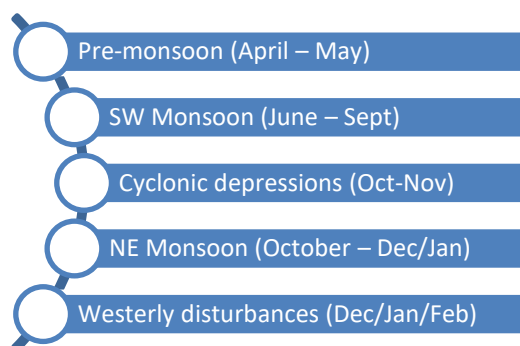 Pre-monsoon (April – May)
SW Monsoon (June – Sept)
Cyclonic depressions (Oct-Nov)
NE Monsoon (October – Dec/Jan)
Westerly disturbances (Dec/Jan/Feb)